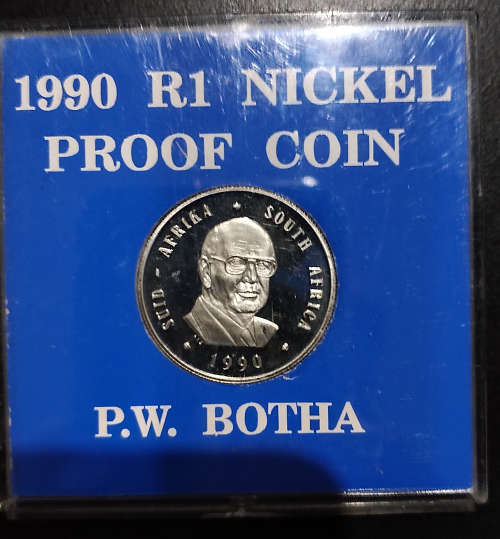 1990 R1 NICKEL
PROOF COIN
SUID - AFRIKA • SOUTH AFRICA
1990
P.W. BOTHA